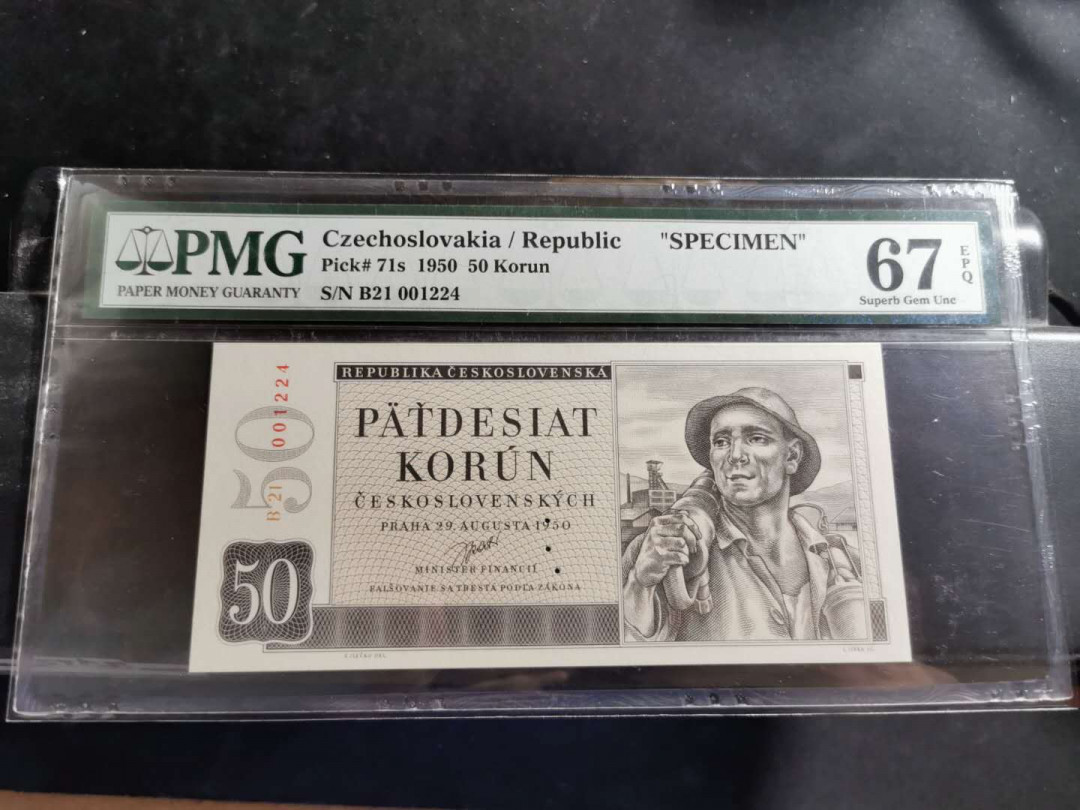 PMG
PAPER MONEY GUARANTY
Czechoslovakia / Republic "SPECIMEN"
Pick# 71s 1950 50 Korun
S/N B21 001224
67
EPQ
Superb Gem Unc
50
B 21 001224
REPUBLIKA ČESKOSLOVENSKÁ
PÄŤDESIAT
KORÚN
ČESKOSLOVENSKÝCH
PRAHA 29. AUGUSTA 1950
MINISTER FINANCIÍ
FALŠOVANIE SA TRESTÁ PODĽA ZÁKONA
50